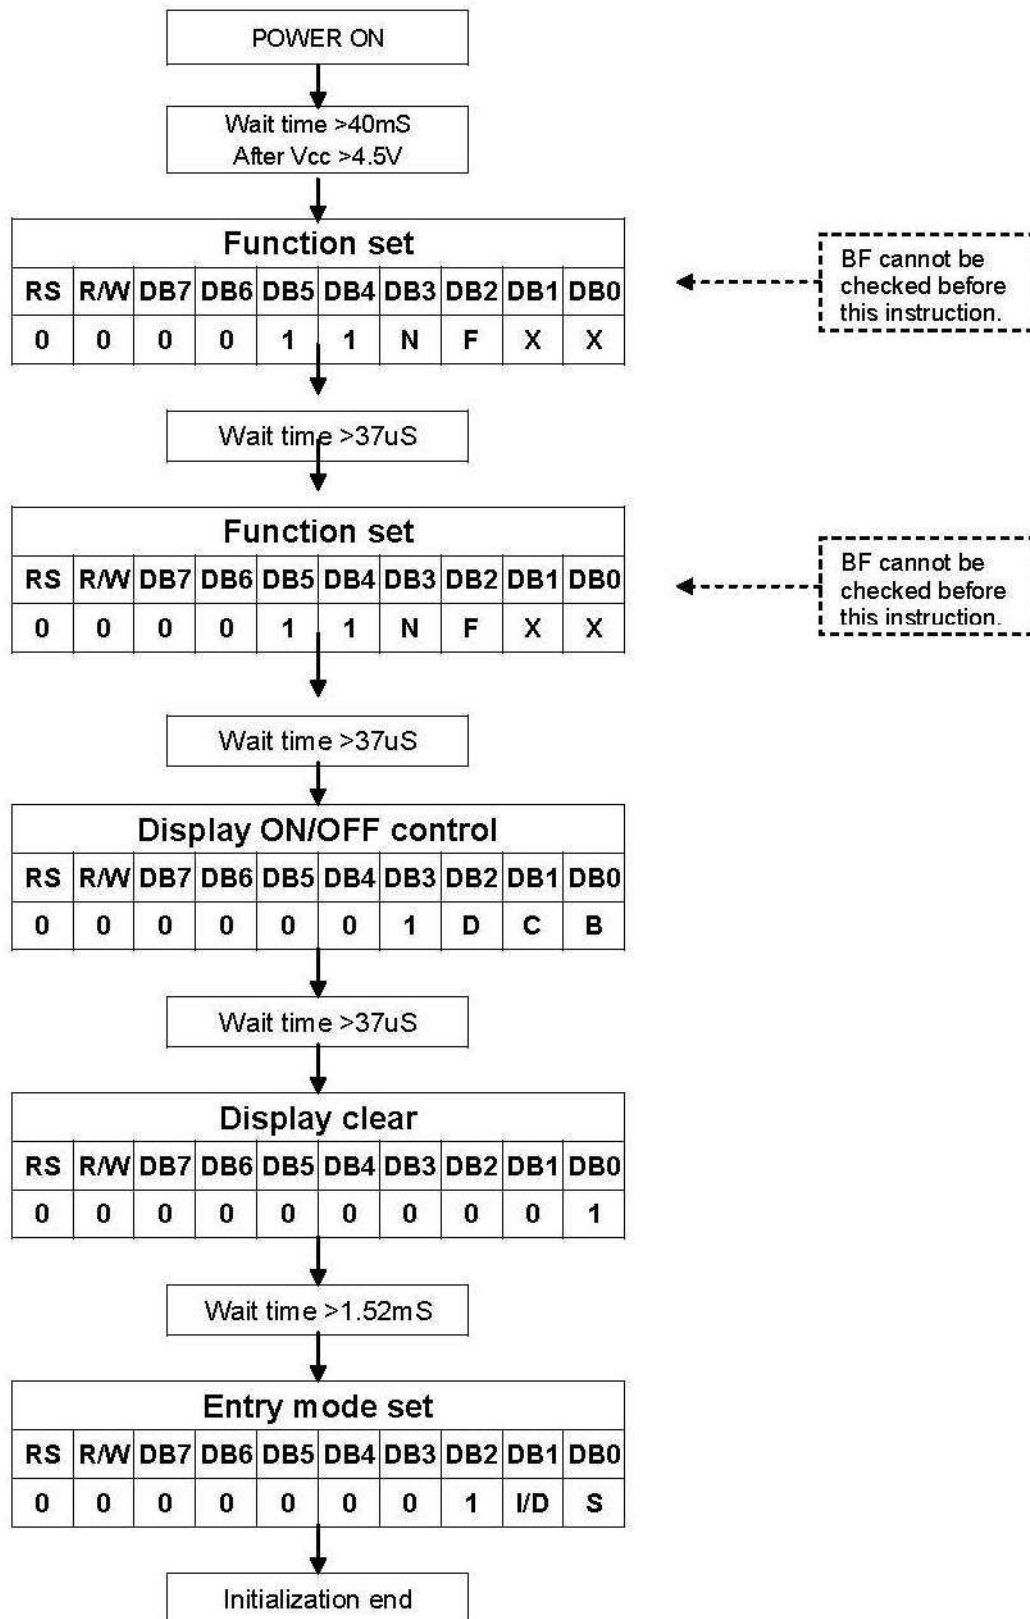 POWER ON
Wait time >40mS
After Vcc >4.5V
Function set
RS R/W DB7 DB6 DB5 DB4 DB3 DB2 DB1 DB0
0 0 0 0 1 1 N F X X
BF cannot be
checked before
this instruction.
Wait time >37uS
Function set
RS R/W DB7 DB6 DB5 DB4 DB3 DB2 DB1 DB0
0 0 0 0 1 1 N F X X
BF cannot be
checked before
this instruction.
Wait time >37uS
Display ON/OFF control
RS R/W DB7 DB6 DB5 DB4 DB3 DB2 DB1 DB0
0 0 0 0 0 0 1 D C B
Wait time >37uS
Display clear
RS R/W DB7 DB6 DB5 DB4 DB3 DB2 DB1 DB0
0 0 0 0 0 0 0 0 0 1
Wait time >1.52mS
Entry mode set
RS R/W DB7 DB6 DB5 DB4 DB3 DB2 DB1 DB0
0 0 0 0 0 0 0 1 I/D S
Initialization end